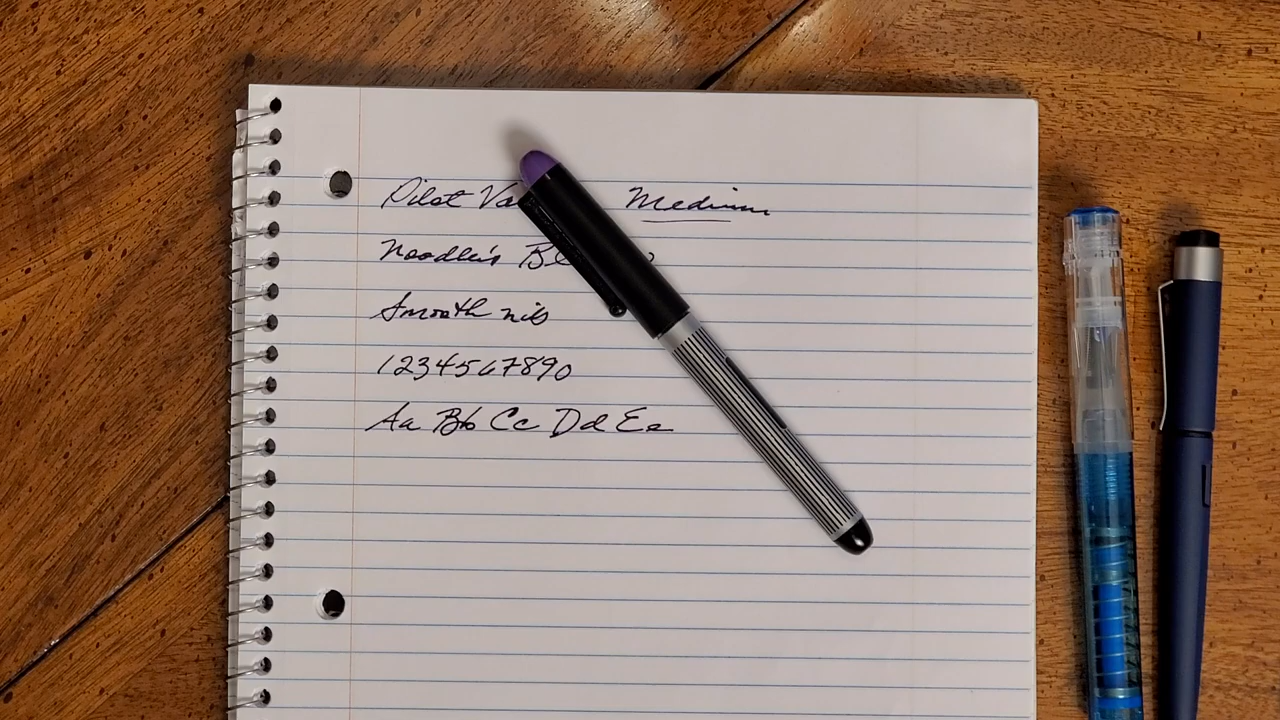 Pilot Medium
Noodler's
Smooth nib
1234567890
Aa Bb Cc Dd Ee